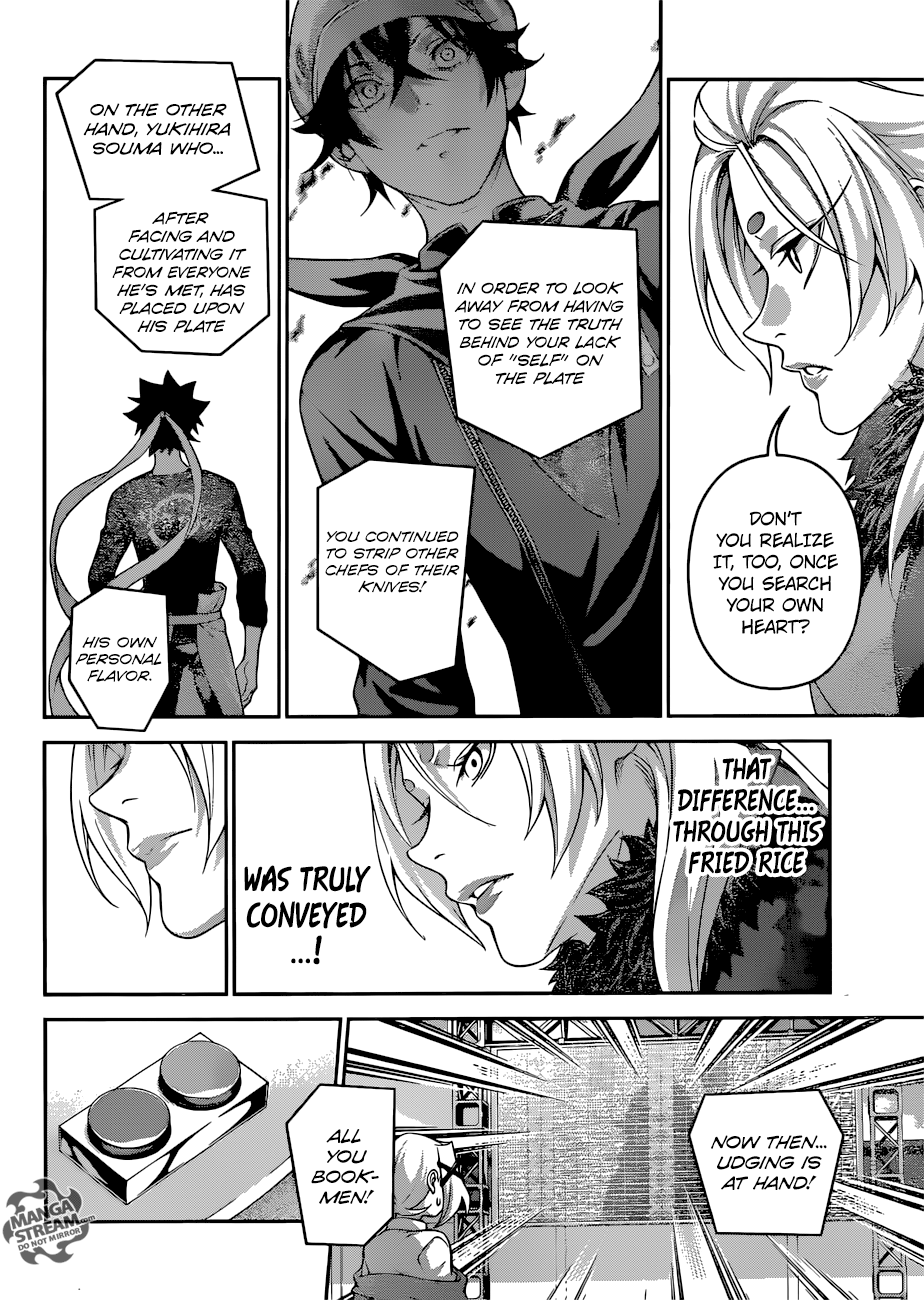 DON'T
YOU REALIZE
IT, TOO, ONCE
YOU SEARCH
YOUR OWN
HEART?
IN ORDER TO LOOK
AWAY FROM HAVING
TO SEE THE TRUTH
BEHIND YOUR LACK
OF "SELF" ON
THE PLATE
YOU CONTINUED
TO STRIP OTHER
CHEFS OF THEIR
KNIVES!
ON THE OTHER
HAND, YUKIHIRA
SOUMA WHO...
AFTER
FACING AND
CULTIVATING IT
FROM EVERYONE
HE'S MET, HAS
PLACED UPON
HIS PLATE
HIS OWN
PERSONAL
FLAVOR.
THAT
DIFFERENCE...
THROUGH THIS
FRIED RICE
WAS TRULY
CONVEYED
...!
NOW THEN...
UDGING IS
AT HAND!
ALL
YOU
BOOK-
MEN!
MANGA
STREAM.com
DO NOT MIRROR